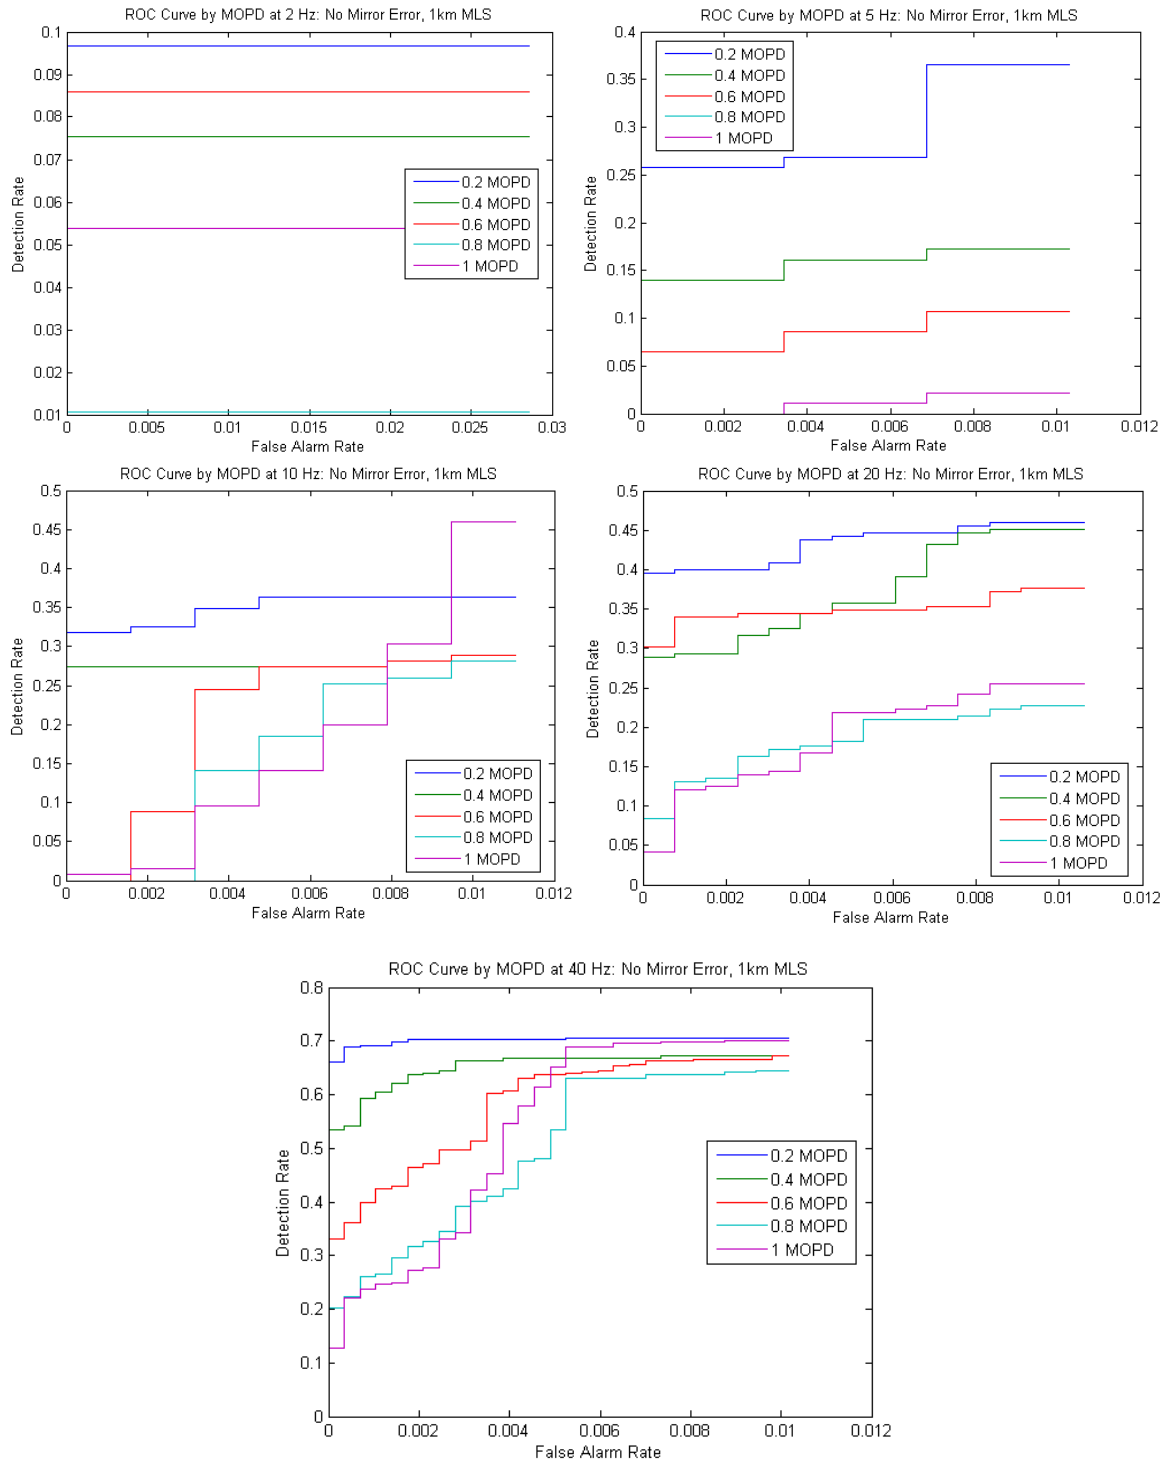 ROC Curve by MOPD at 2 Hz: No Mirror Error, 1km MLS
0.1
0.09
0.08
0.07
0.06
0.05
0.04
0.03
0.02
0.01
Detection Rate
0.2 MOPD
0.4 MOPD
0.6 MOPD
0.8 MOPD
1 MOPD
0 0.005 0.01 0.015 0.02 0.025 0.03
False Alarm Rate
ROC Curve by MOPD at 5 Hz: No Mirror Error, 1km MLS
0.4
0.35
0.3
0.25
0.2
0.15
0.1
0.05
0
Detection Rate
0.2 MOPD
0.4 MOPD
0.6 MOPD
0.8 MOPD
1 MOPD
0 0.002 0.004 0.006 0.008 0.01 0.012
False Alarm Rate
ROC Curve by MOPD at 10 Hz: No Mirror Error, 1km MLS
0.5
0.45
0.4
0.35
0.3
0.25
0.2
0.15
0.1
0.05
0
Detection Rate
0.2 MOPD
0.4 MOPD
0.6 MOPD
0.8 MOPD
1 MOPD
0 0.002 0.004 0.006 0.008 0.01 0.012
False Alarm Rate
ROC Curve by MOPD at 20 Hz: No Mirror Error, 1km MLS
0.5
0.45
0.4
0.35
0.3
0.25
0.2
0.15
0.1
0.05
0
Detection Rate
0.2 MOPD
0.4 MOPD
0.6 MOPD
0.8 MOPD
1 MOPD
0 0.002 0.004 0.006 0.008 0.01 0.012
False Alarm Rate
ROC Curve by MOPD at 40 Hz: No Mirror Error, 1km MLS
0.8
0.7
0.6
0.5
0.4
0.3
0.2
0.1
0
Detection Rate
0.2 MOPD
0.4 MOPD
0.6 MOPD
0.8 MOPD
1 MOPD
0 0.002 0.004 0.006 0.008 0.01 0.012
False Alarm Rate